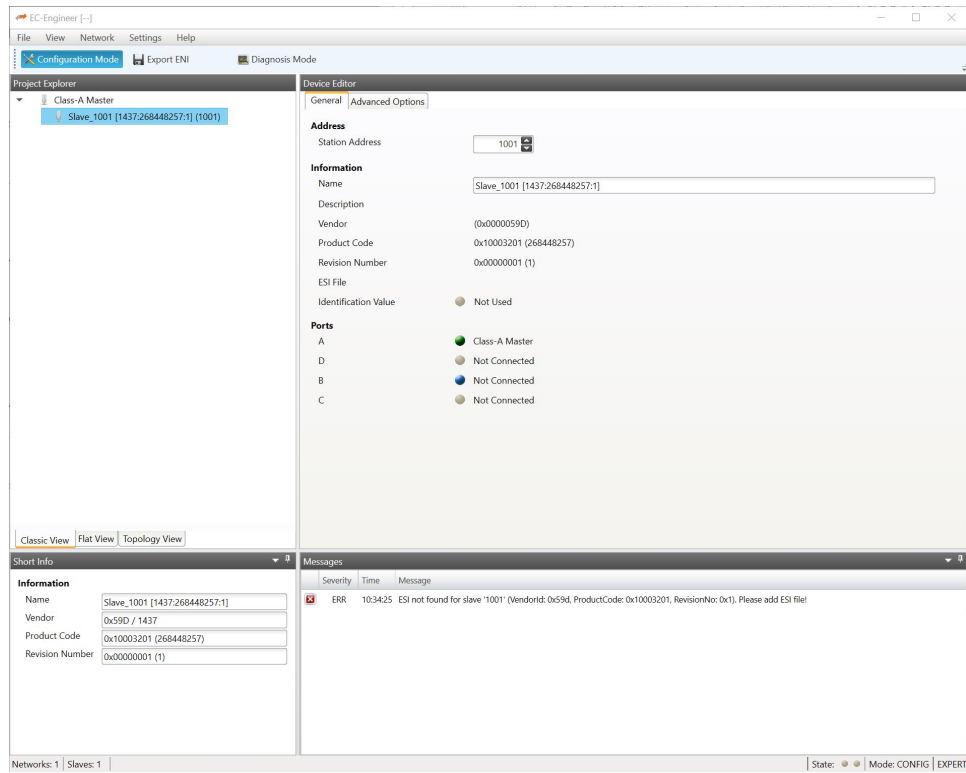 EC-Engineer [--]
File View Network Settings Help
Configuration Mode Export ENI Diagnosis Mode
Project Explorer
Class-A Master
Slave_1001 [1437:268448257:1] (1001)
Classic View Flat View Topology View
Device Editor
General Advanced Options
Address
Station Address 1001
Information
Name Slave_1001 [1437:268448257:1]
Description
Vendor (0x0000059D)
Product Code 0x10003201 (268448257)
Revision Number 0x00000001 (1)
ESI File
Identification Value Not Used
Ports
A Class-A Master
D Not Connected
B Not Connected
C Not Connected
Short Info
Information
Name Slave_1001 [1437:268448257:1]
Vendor 0x59D / 1437
Product Code 0x10003201 (268448257)
Revision Number 0x00000001 (1)
Messages
Severity Time Message
ERR 10:34:25 ESI not found for slave '1001' (VendorId: 0x59d, ProductCode: 0x10003201, RevisionNo: 0x1). Please add ESI file!
Networks: 1 Slaves: 1 State: Mode: CONFIG EXPERT